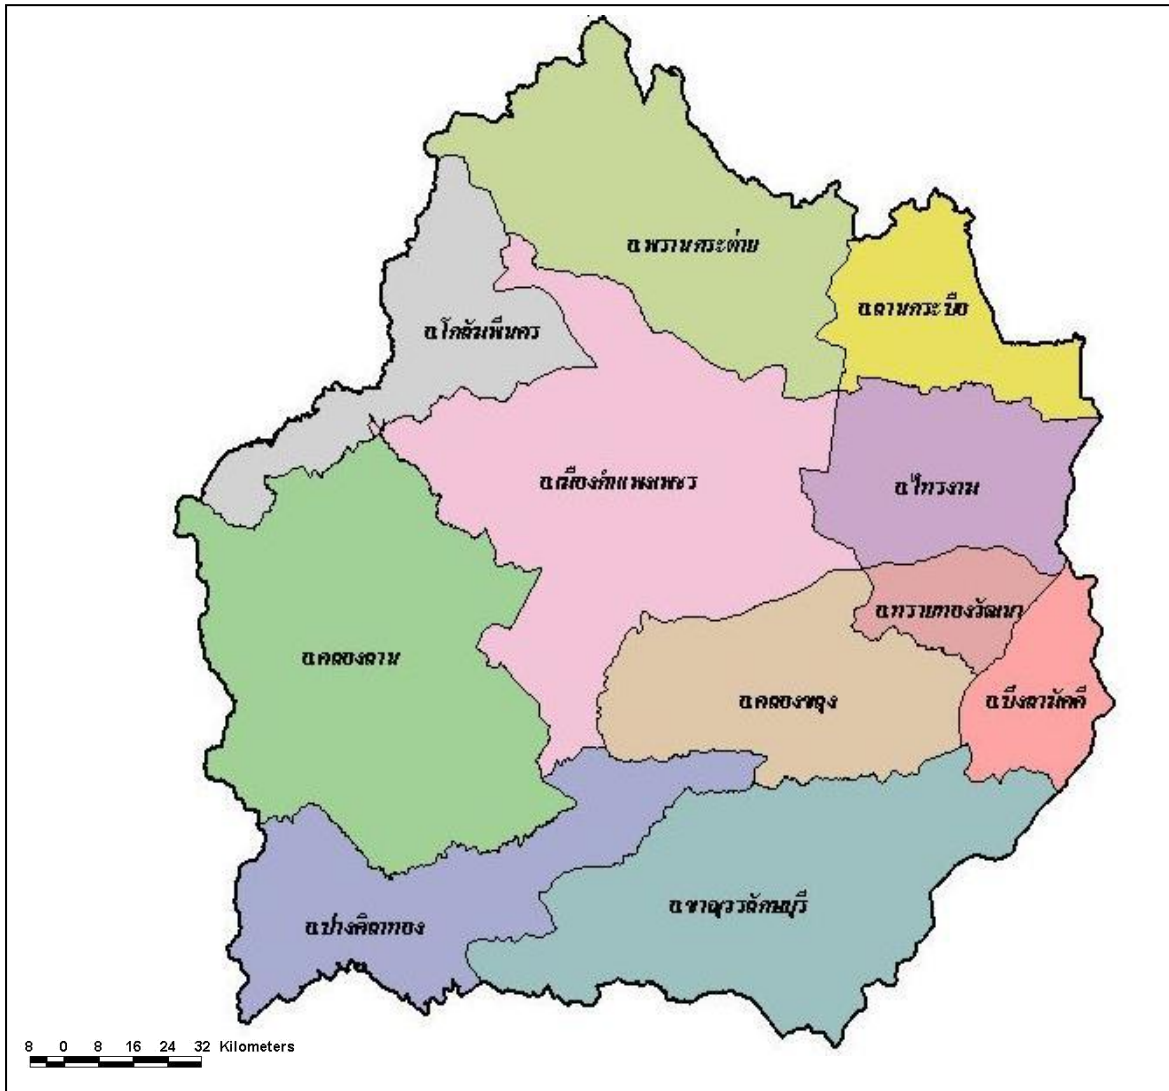 อ.พรานกระต่าย
อ.ลานกระบือ
อ.โกสัมพีนคร
อ.เมืองกำแพงเพชร
อ.ไทรงาม
อ.ทรายทองวัฒนา
อ.คลองลาน
อ.คลองขลุง
อ.บึงสามัคคี
อ.ขาณุวรลักษบุรี
อ.ปางศิลาทอง
8 0 8 16 24 32 Kilometers